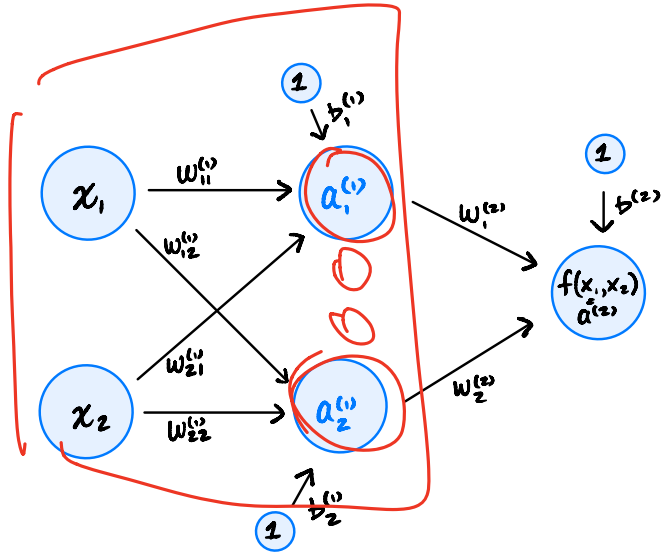 1
b₁⁽¹⁾
x₁
w₁₁⁽¹⁾
a₁⁽¹⁾
1
b⁽²⁾
w₁₂⁽¹⁾
w₁⁽²⁾
f(x₁,x₂)
=
a⁽²⁾
w₂₁⁽¹⁾
x₂
w₂₂⁽¹⁾
a₂⁽¹⁾
w₂⁽²⁾
1
b₂⁽¹⁾